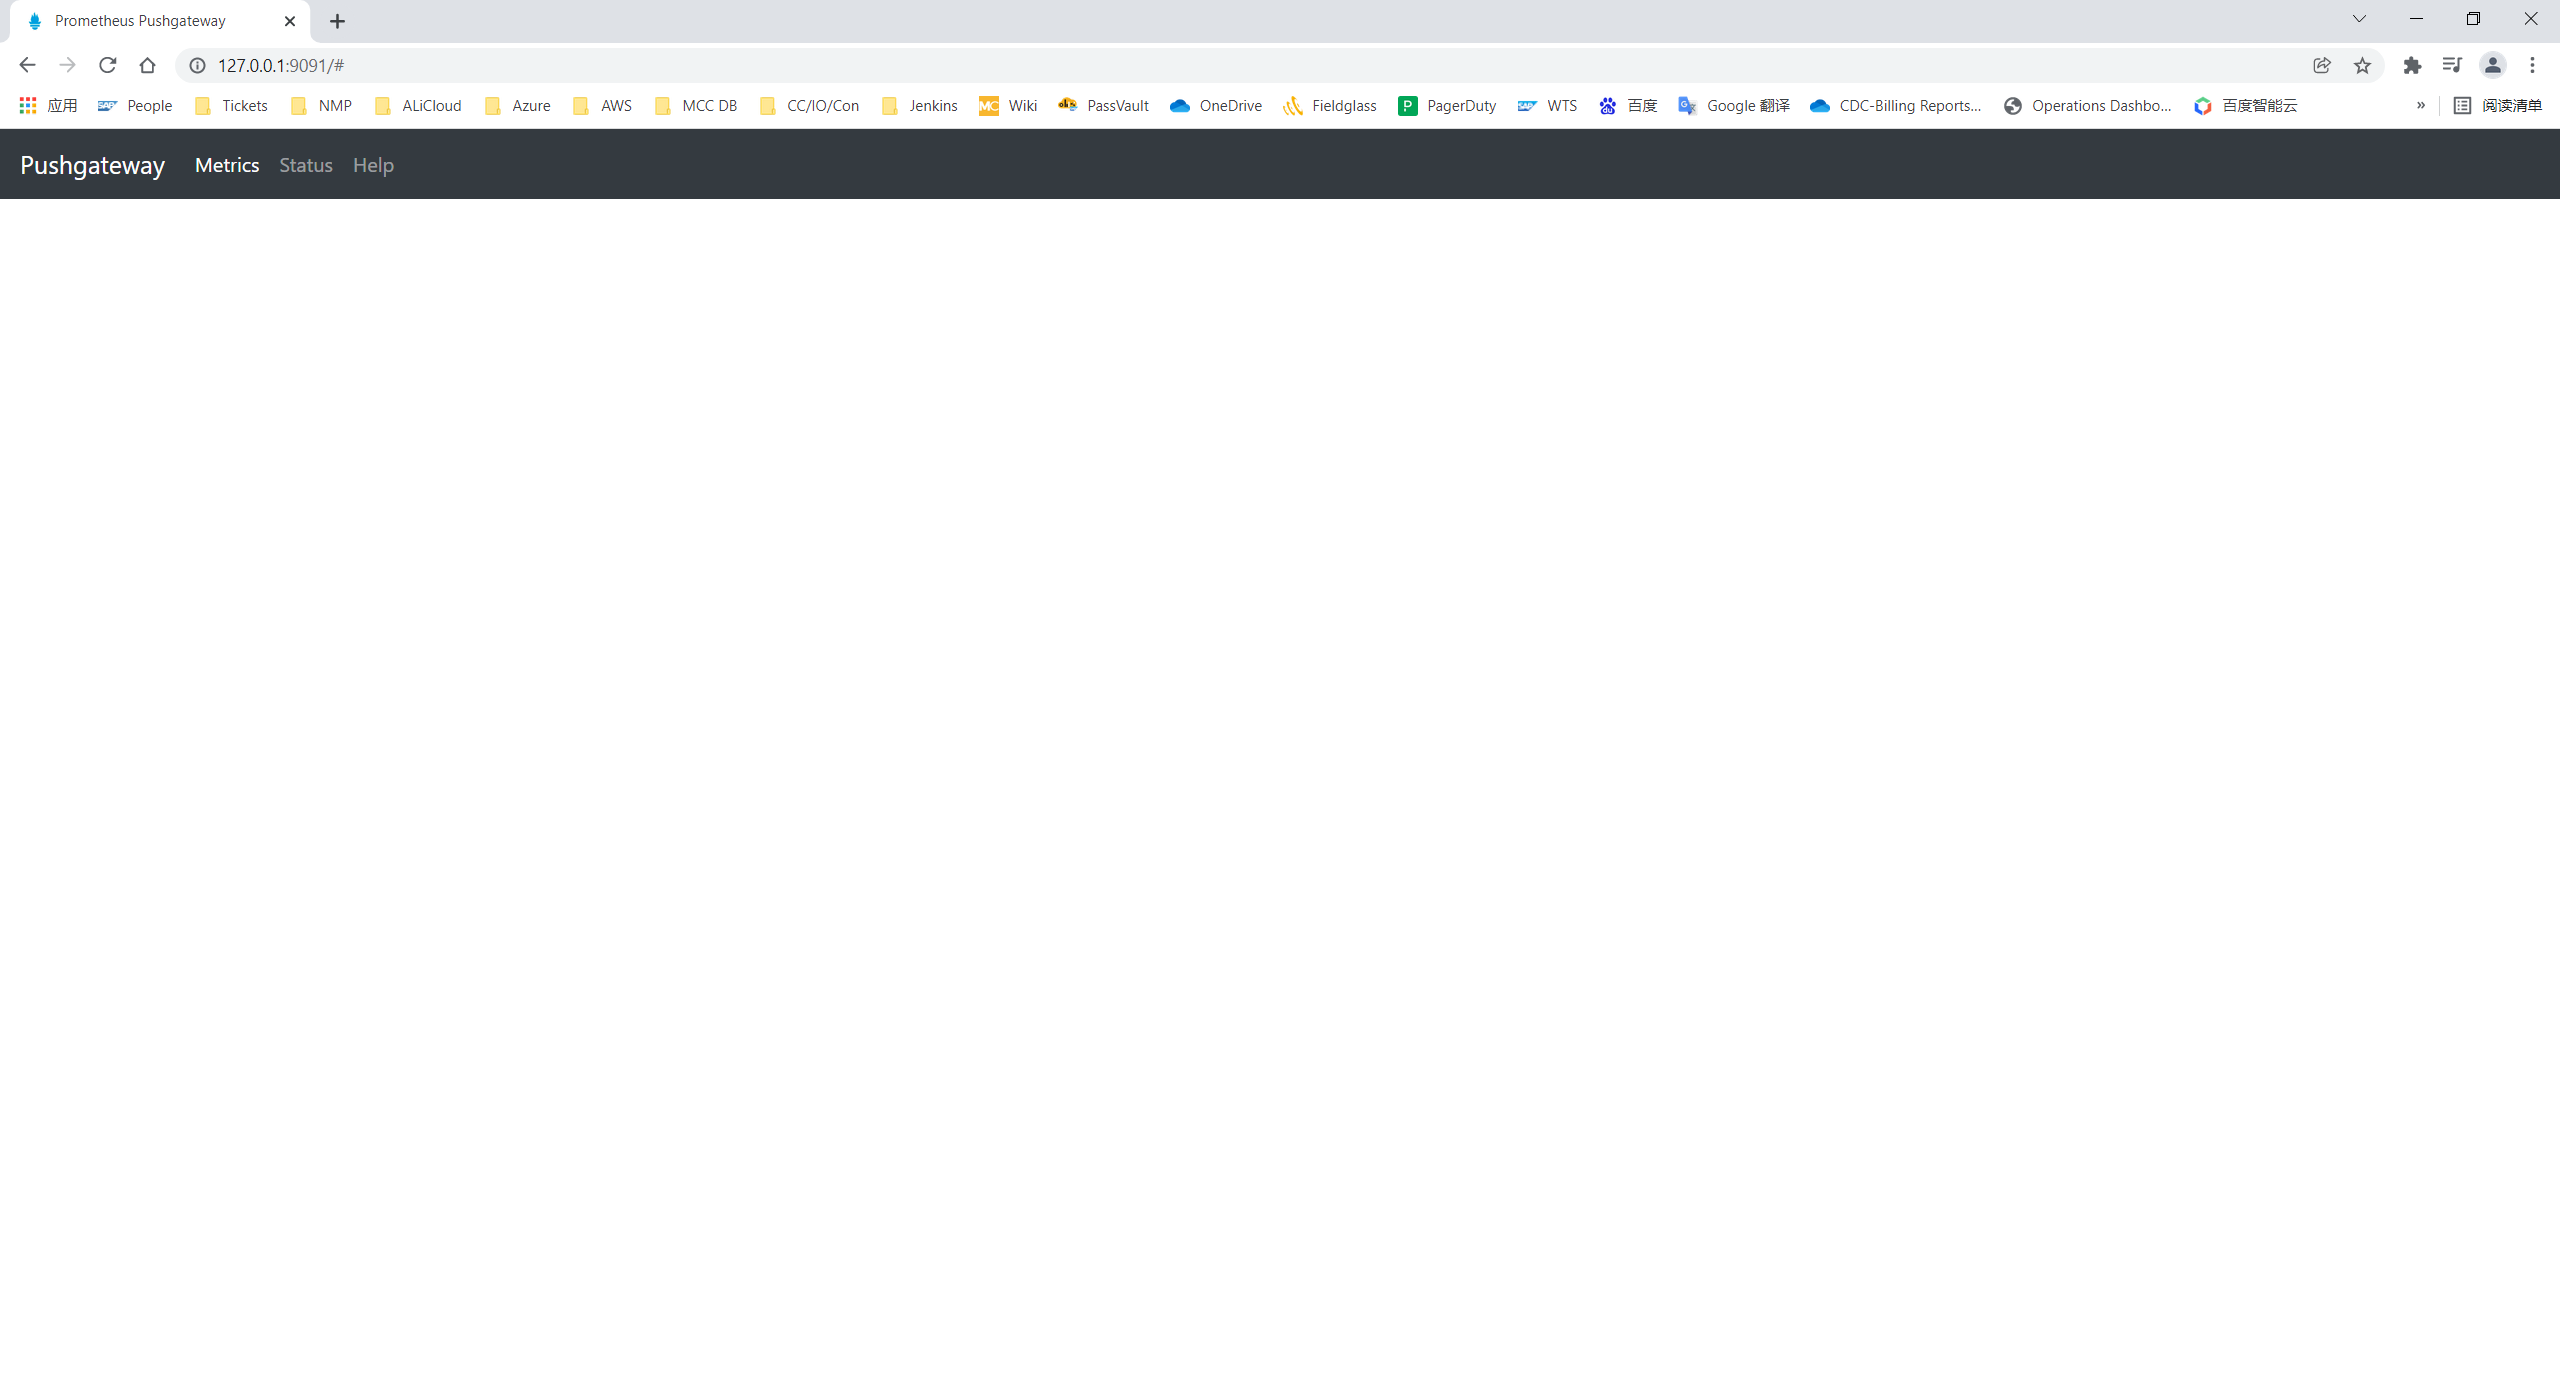 Prometheus Pushgateway
127.0.0.1:9091/#
应用 People Tickets NMP ALiCloud Azure AWS MCC DB CC/IO/Con Jenkins MC Wiki PassVault OneDrive Fieldglass P PagerDuty SAP WTS 百度 Google 翻译 CDC-Billing Reports... Operations Dashbo... 百度智能云 » 阅读清单
Pushgateway Metrics Status Help